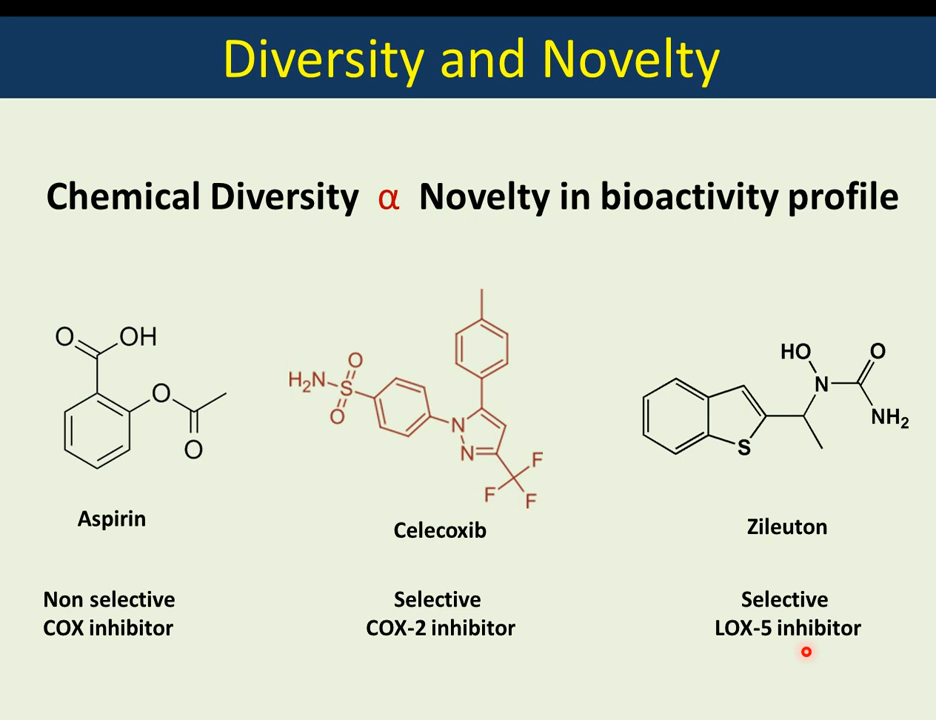 Diversity and Novelty
Chemical Diversity α Novelty in bioactivity profile
O
OH
O
O
Aspirin
Non selective
COX inhibitor
H₂N
S
O
O
N
N
F
F
F
Celecoxib
Selective
COX-2 inhibitor
HO
O
N
NH₂
S
Zileuton
Selective
LOX-5 inhibitor